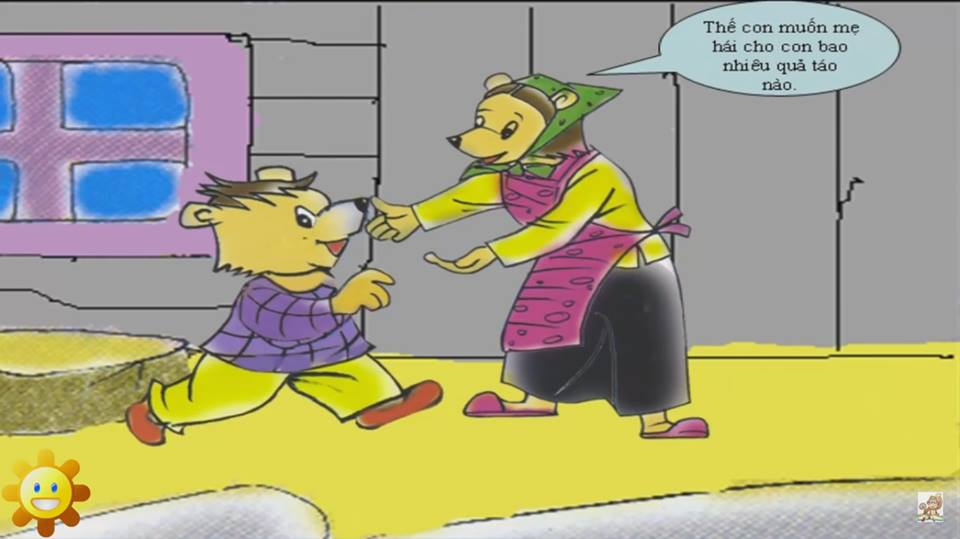 Thế con muốn mẹ
hái cho con bao
nhiêu quả táo
nào.